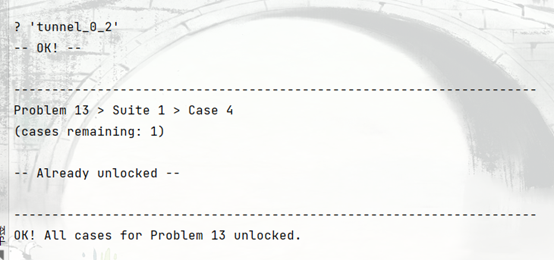 ? 'tunnel_0_2'
-- OK! --
---------------------------------------------------------------------
Problem 13 > Suite 1 > Case 4
(cases remaining: 1)
-- Already unlocked --
---------------------------------------------------------------------
OK! All cases for Problem 13 unlocked.